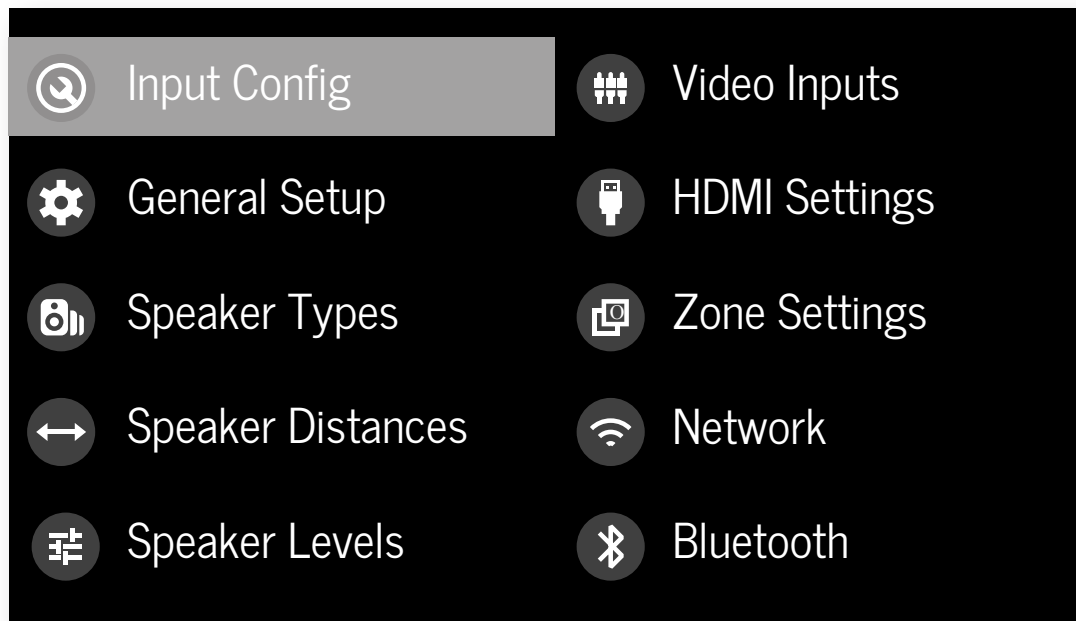 Input Config
General Setup
Speaker Types
Speaker Distances
Speaker Levels
Video Inputs
HDMI Settings
Zone Settings
Network
Bluetooth